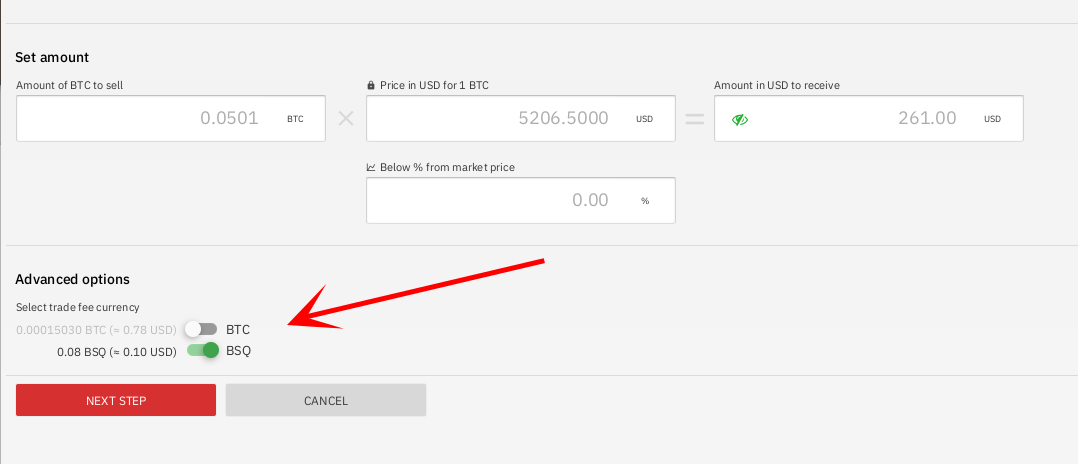 Set amount
Amount of BTC to sell
Price in USD for 1 BTC
Amount in USD to receive
0.0501 BTC
5206.5000 USD
261.00 USD
Below % from market price
0.00 %
Advanced options
Select trade fee currency
0.00015030 BTC (≈ 0.78 USD) BTC
0.08 BSQ (≈ 0.10 USD) BSQ
NEXT STEP
CANCEL